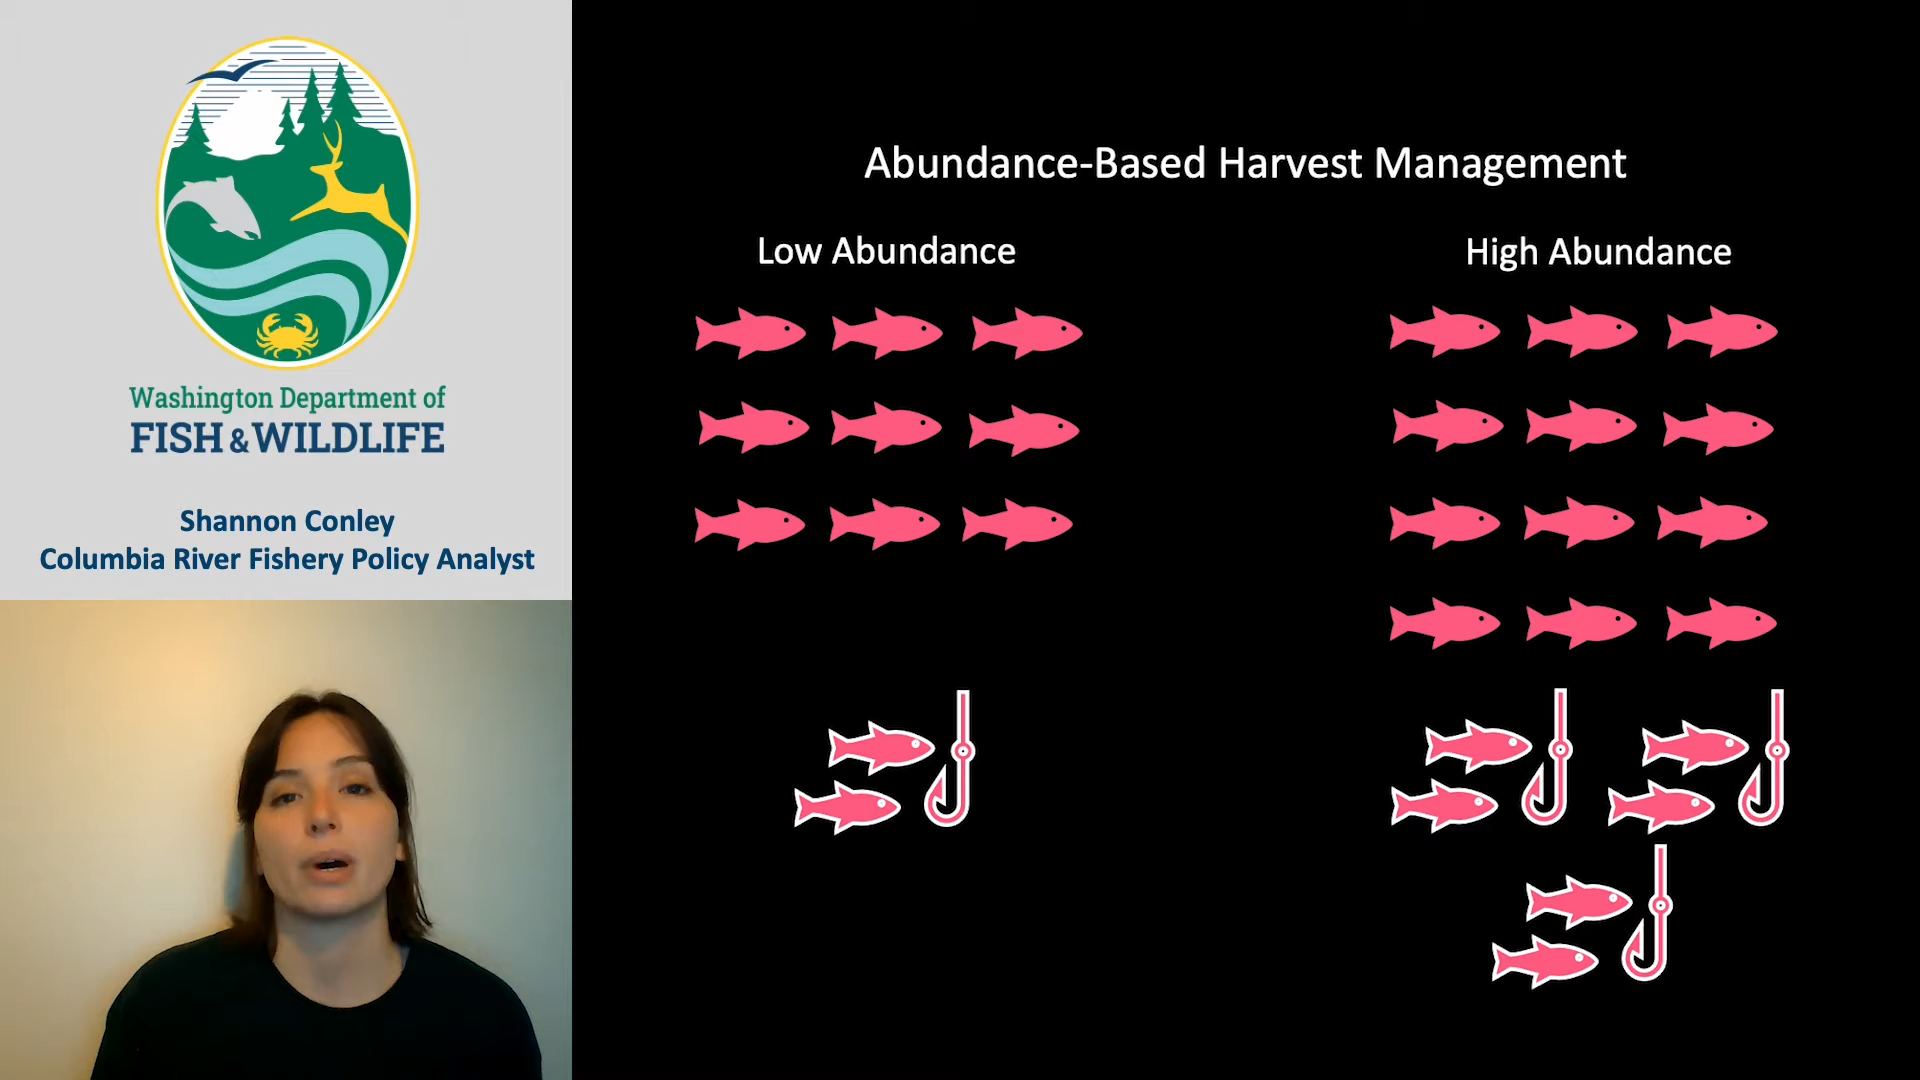 Washington Department of
FISH & WILDLIFE
Shannon Conley
Columbia River Fishery Policy Analyst
Abundance-Based Harvest Management
Low Abundance
High Abundance